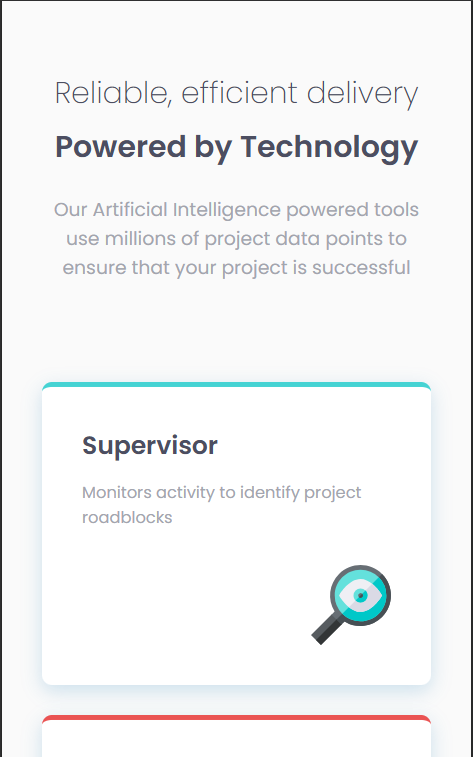 Reliable, efficient delivery
Powered by Technology
Our Artificial Intelligence powered tools
use millions of project data points to
ensure that your project is successful
Supervisor
Monitors activity to identify project
roadblocks